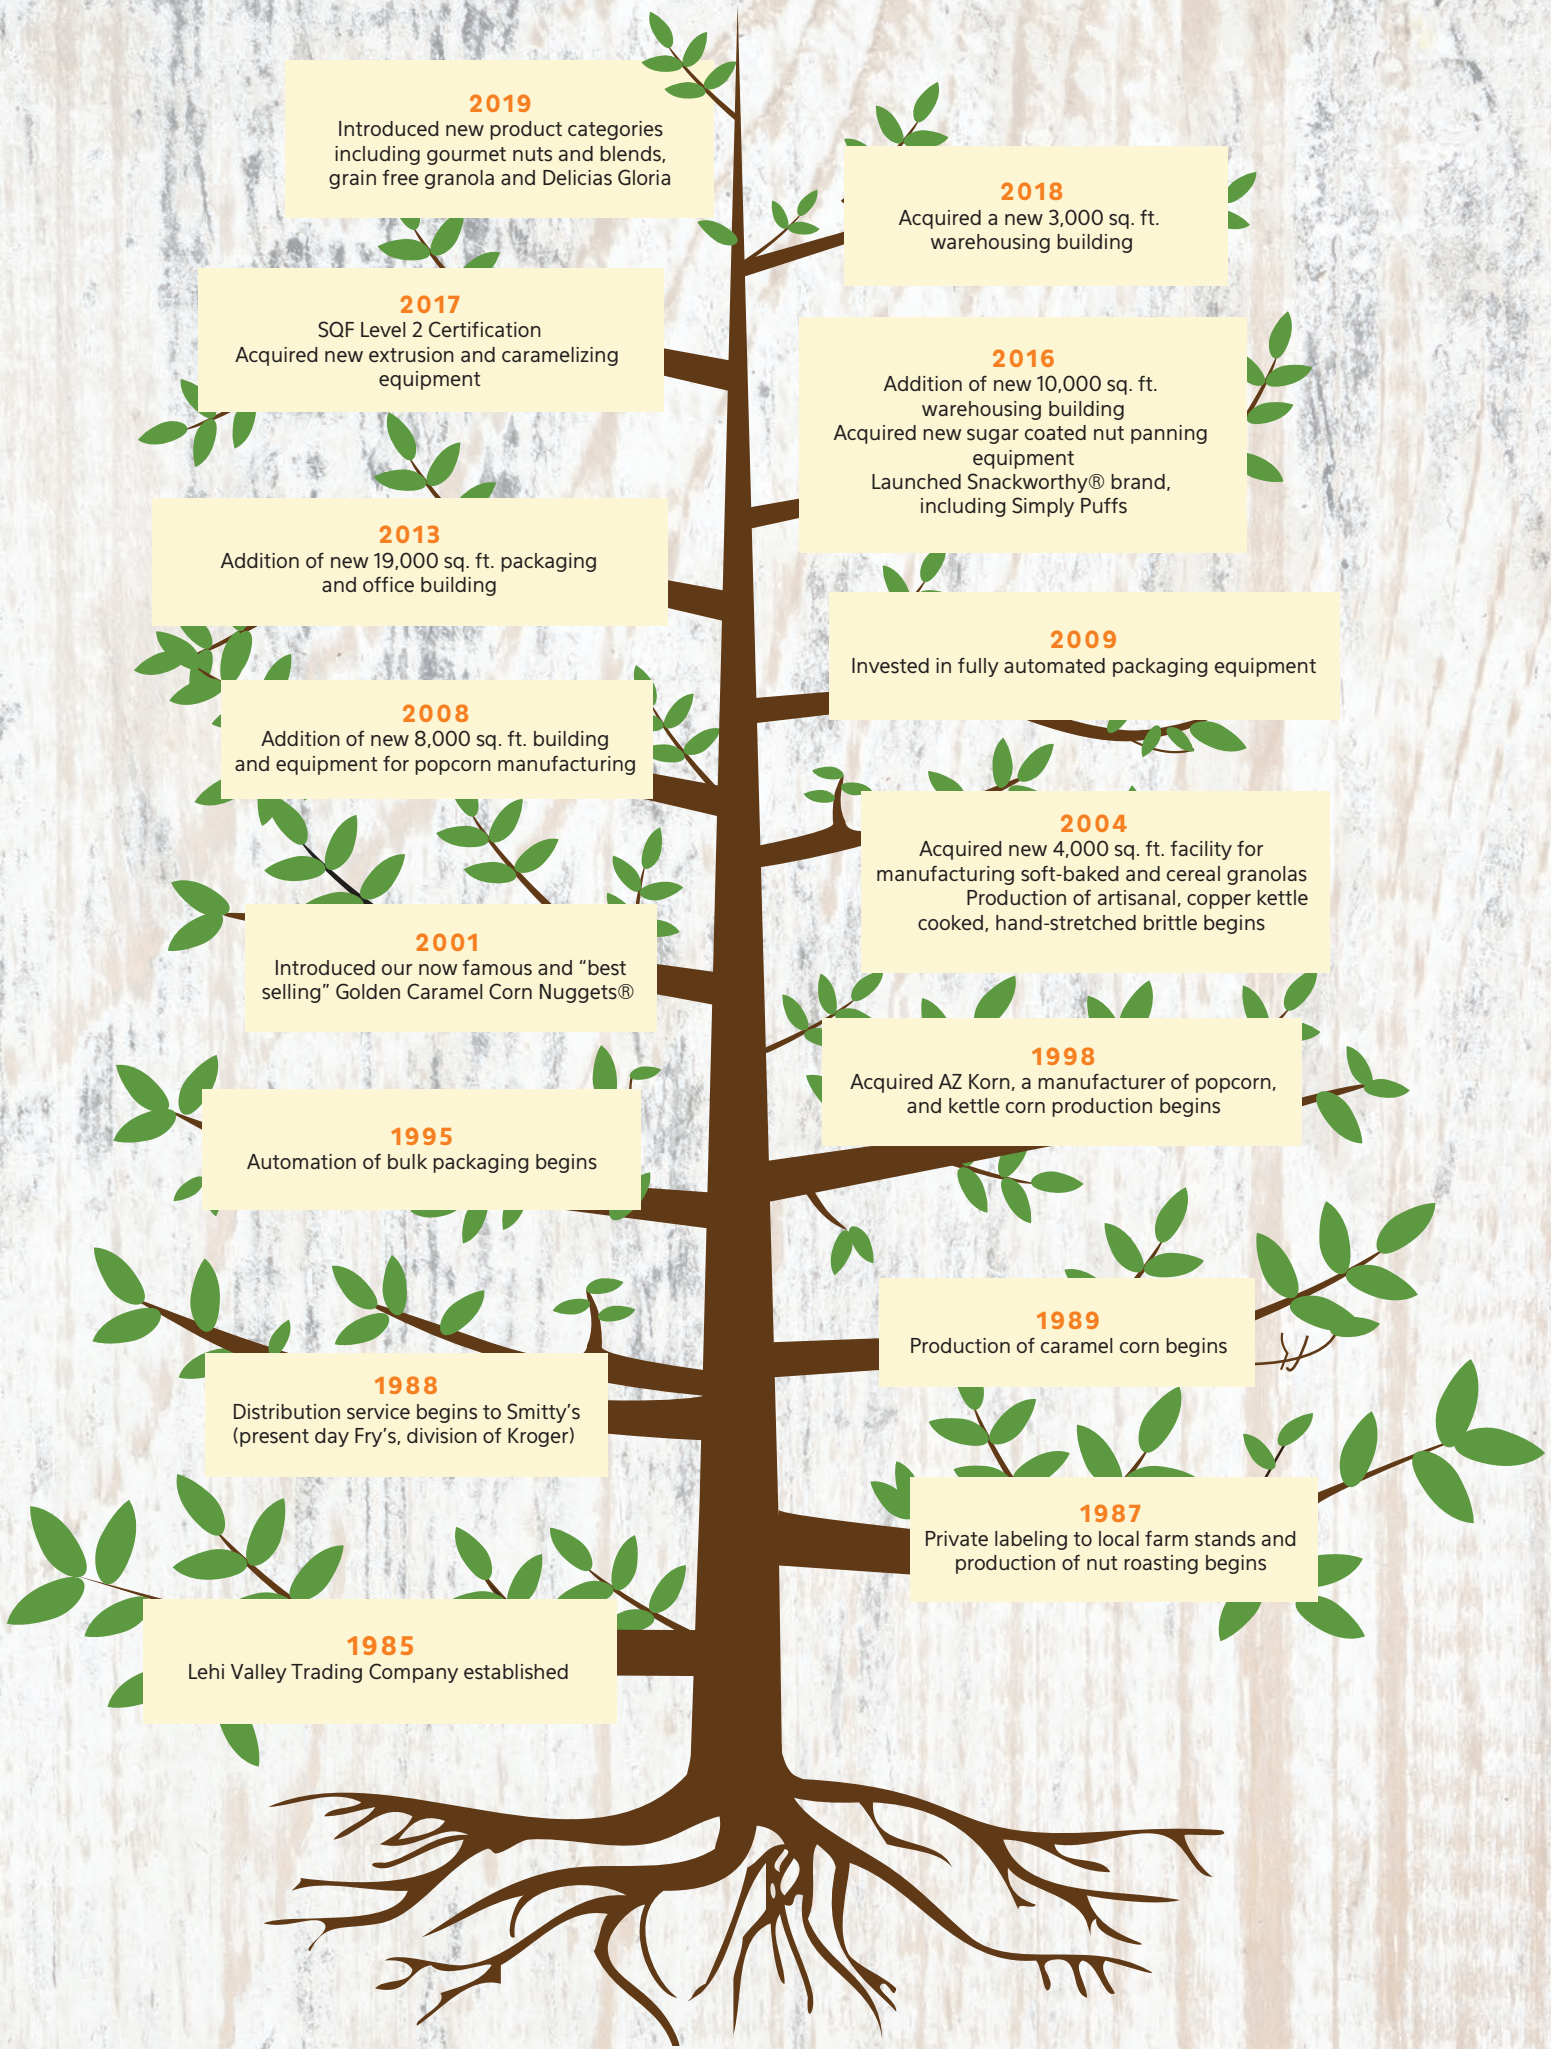 2019
Introduced new product categories
including gourmet nuts and blends,
grain free granola and Delicias Gloria
2018
Acquired a new 3,000 sq. ft.
warehousing building
2017
SQF Level 2 Certification
Acquired new extrusion and caramelizing
equipment
2016
Addition of new 10,000 sq. ft.
warehousing building
Acquired new sugar coated nut panning
equipment
Launched Snackworthy® brand,
including Simply Puffs
2013
Addition of new 19,000 sq. ft. packaging
and office building
2009
Invested in fully automated packaging equipment
2008
Addition of new 8,000 sq. ft. building
and equipment for popcorn manufacturing
2004
Acquired new 4,000 sq. ft. facility for
manufacturing soft-baked and cereal granolas
Production of artisanal, copper kettle
cooked, hand-stretched brittle begins
2001
Introduced our now famous and “best
selling” Golden Caramel Corn Nuggets®
1998
Acquired AZ Korn, a manufacturer of popcorn,
and kettle corn production begins
1995
Automation of bulk packaging begins
1989
Production of caramel corn begins
1988
Distribution service begins to Smitty’s
(present day Fry’s, division of Kroger)
1987
Private labeling to local farm stands and
production of nut roasting begins
1985
Lehi Valley Trading Company established